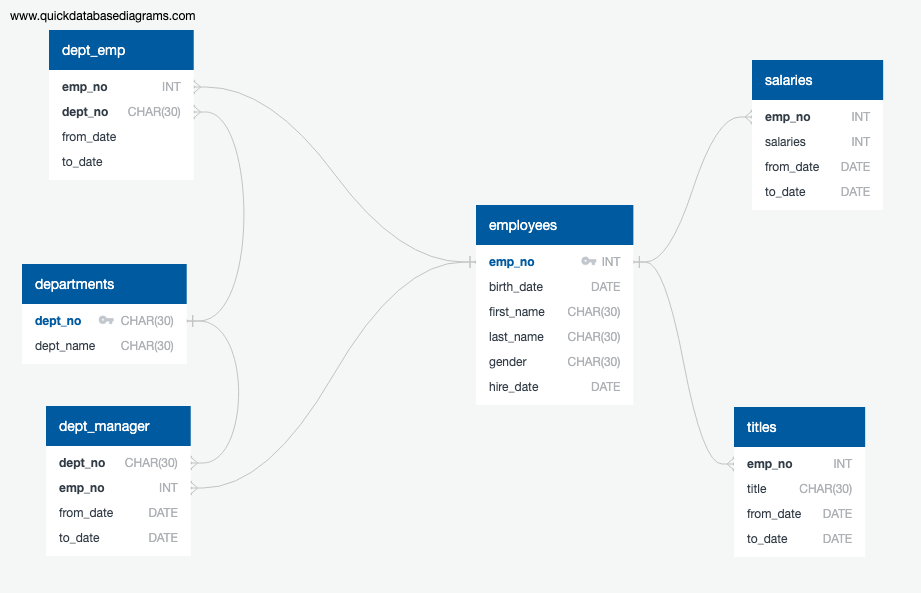 www.quickdatabasediagrams.com
dept_emp
emp_no INT
dept_no CHAR(30)
from_date
to_date
departments
dept_no CHAR(30)
dept_name CHAR(30)
dept_manager
dept_no CHAR(30)
emp_no INT
from_date DATE
to_date DATE
employees
emp_no INT
birth_date DATE
first_name CHAR(30)
last_name CHAR(30)
gender CHAR(30)
hire_date DATE
salaries
emp_no INT
salaries INT
from_date DATE
to_date DATE
titles
emp_no INT
title CHAR(30)
from_date DATE
to_date DATE